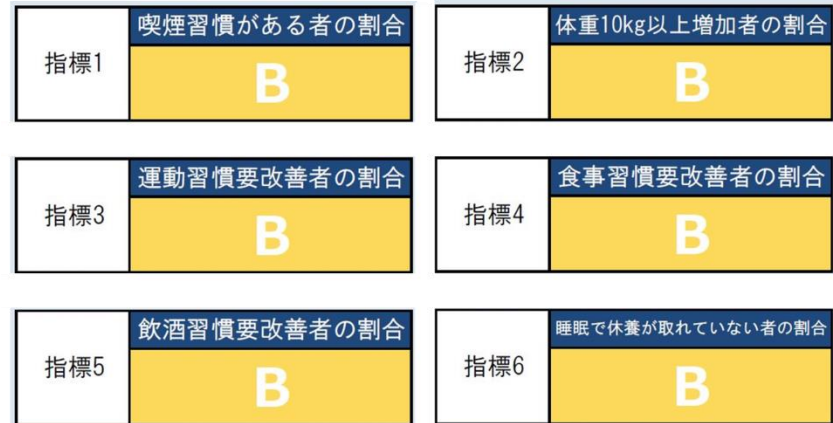 指標1
喫煙習慣がある者の割合
B
指標2
体重10kg以上増加者の割合
B
指標3
運動習慣要改善者の割合
B
指標4
食事習慣要改善者の割合
B
指標5
飲酒習慣要改善者の割合
B
指標6
睡眠で休養が取れていない者の割合
B